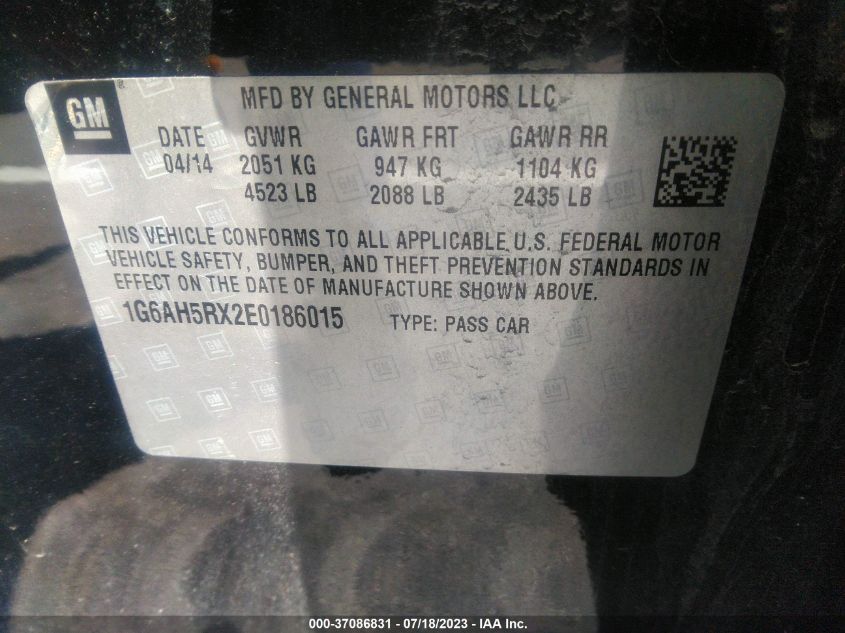 GM
MFD BY GENERAL MOTORS LLC
DATE GVWR GAWR FRT GAWR RR
04/14 2051 KG 947 KG 1104 KG
4523 LB 2088 LB 2435 LB
THIS VEHICLE CONFORMS TO ALL APPLICABLE U.S. FEDERAL MOTOR
VEHICLE SAFETY, BUMPER, AND THEFT PREVENTION STANDARDS IN
EFFECT ON THE DATE OF MANUFACTURE SHOWN ABOVE.
1G6AH5RX2E0186015 TYPE: PASS CAR
000-37086831 - 07/18/2023 - IAA Inc.